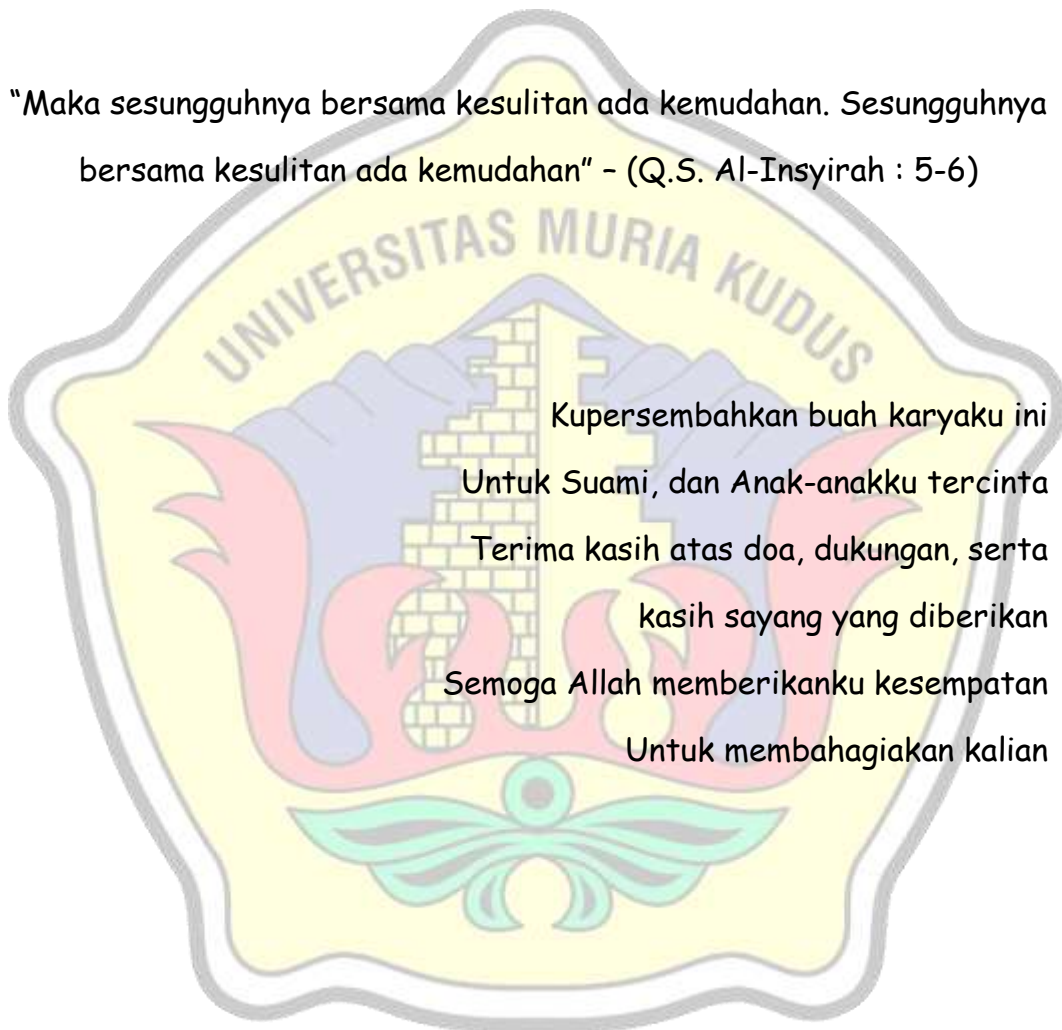 “Maka sesungguhnya bersama kesulitan ada kemudahan. Sesungguhnya
bersama kesulitan ada kemudahan” – (Q.S. Al-Insyirah : 5-6)
UNIVERSITAS MURIA KUDUS
Kupersembahkan buah karyaku ini
Untuk Suami, dan Anak-anakku tercinta
Terima kasih atas doa, dukungan, serta
kasih sayang yang diberikan
Semoga Allah memberikanku kesempatan
Untuk membahagiakan kalian